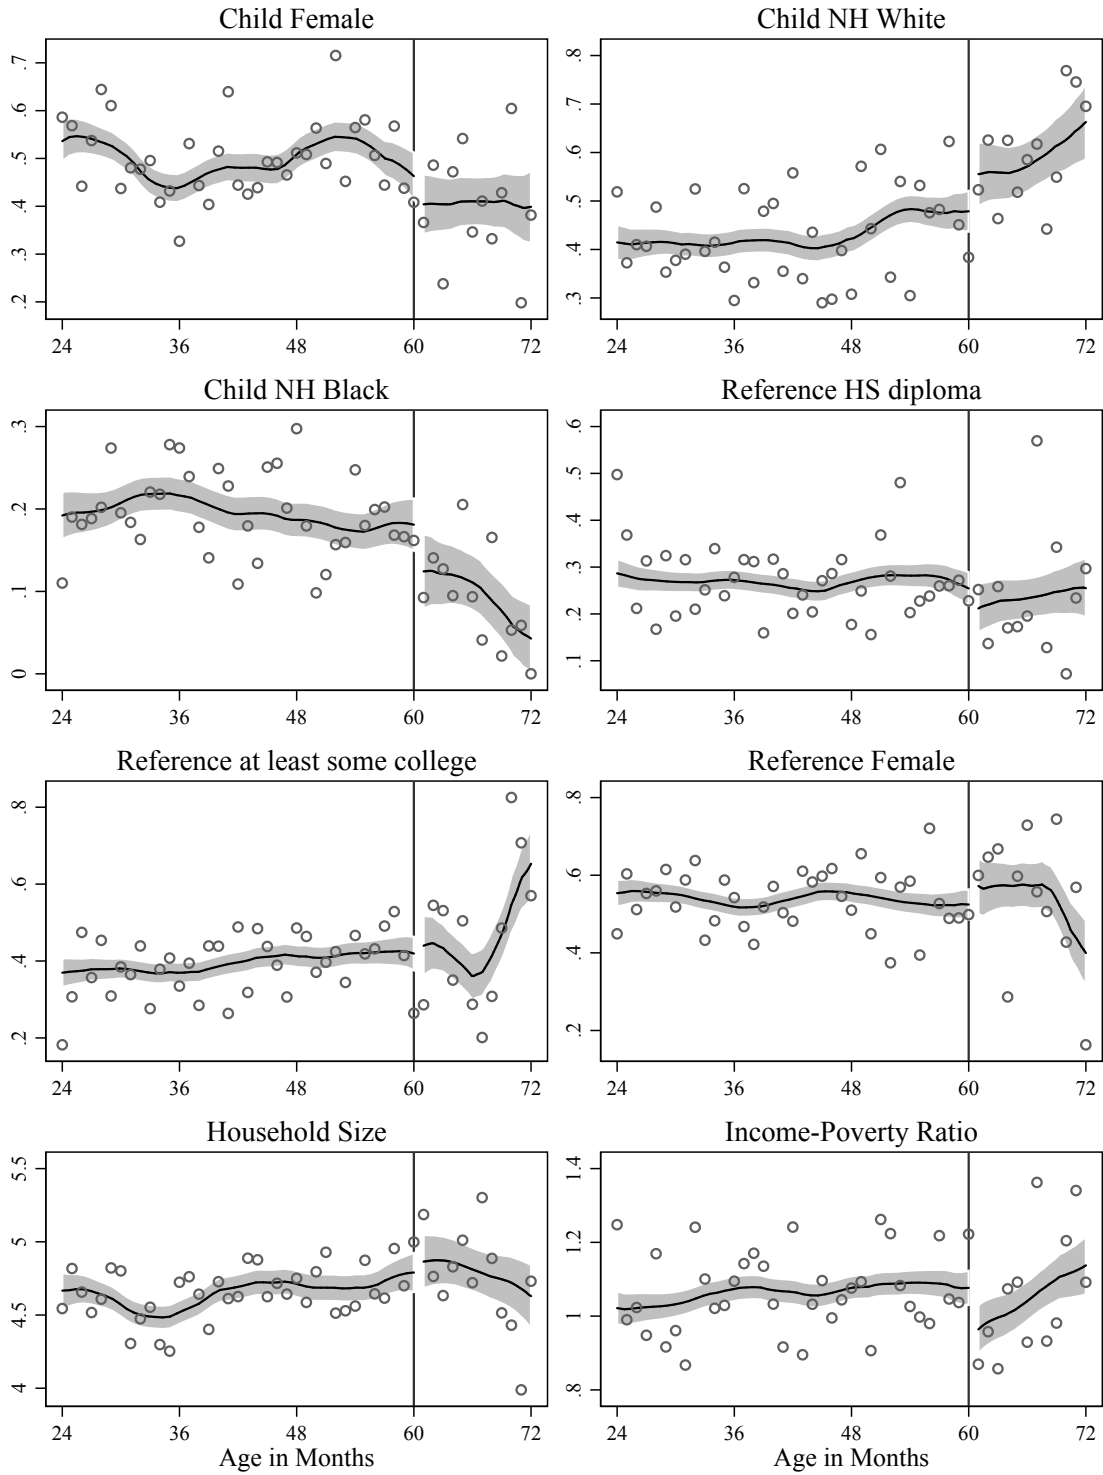 Child Female
.7
.6
.5
.4
.3
.2
24 36 48 60 72
Child NH White
.8
.7
.6
.5
.4
.3
24 36 48 60 72
Child NH Black
.3
.2
.1
0
24 36 48 60 72
Reference HS diploma
.6
.5
.4
.3
.2
.1
24 36 48 60 72
Reference at least some college
.8
.6
.4
.2
24 36 48 60 72
Reference Female
.8
.6
.4
.2
24 36 48 60 72
Household Size
5.5
5
4.5
4
24 36 48 60 72
Age in Months
Income-Poverty Ratio
1.4
1.2
1
.8
24 36 48 60 72
Age in Months